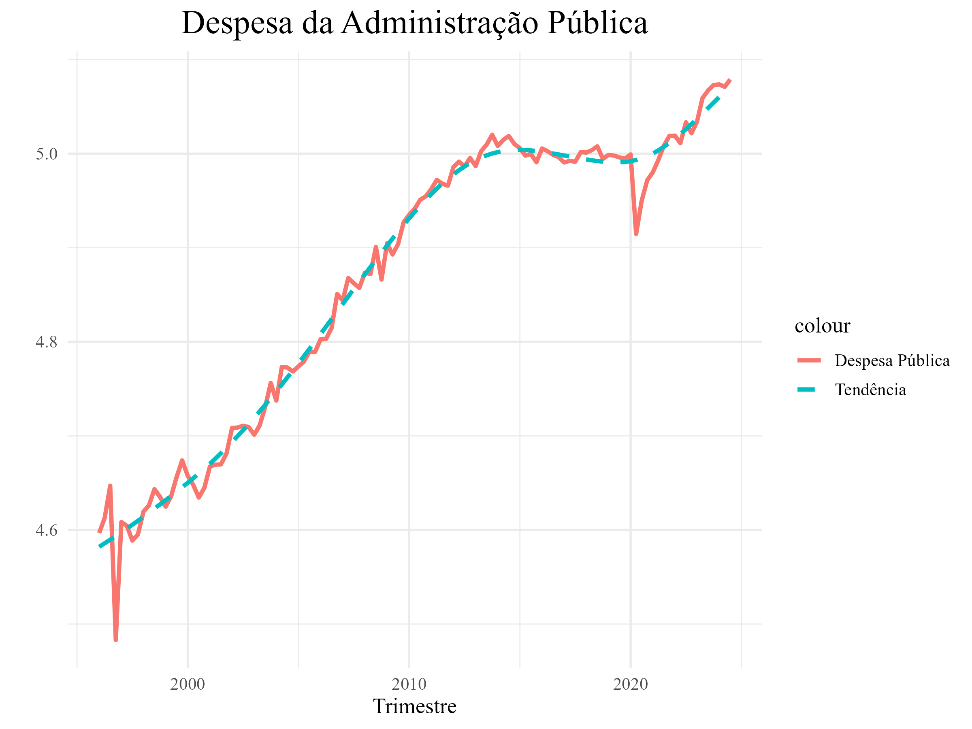 Despesa da Administração Pública
5.0
4.8
4.6
2000 2010 2020
Trimestre
colour
Despesa Pública
Tendência